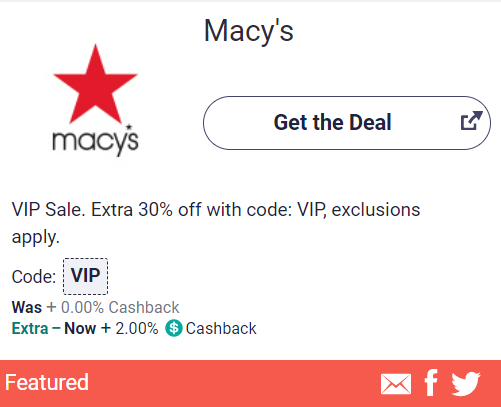 Macy's
macy's
Get the Deal
VIP Sale. Extra 30% off with code: VIP, exclusions
apply.
Code: VIP
Was + 0.00% Cashback
Extra – Now + 2.00% $ Cashback
Featured